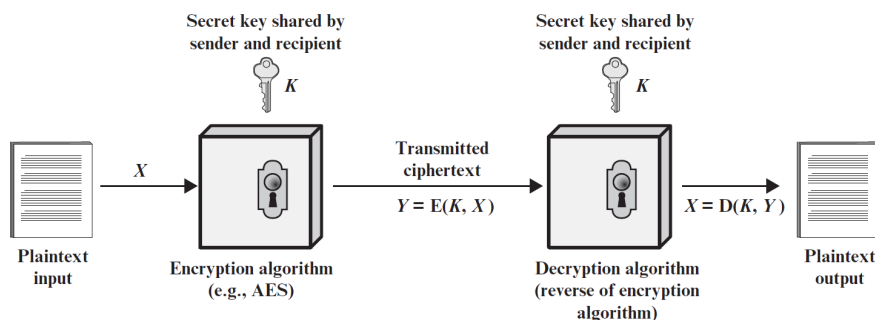 Secret key shared by
sender and recipient
K
Secret key shared by
sender and recipient
K
X
Transmitted
ciphertext
Y = E(K, X)
X = D(K, Y )
Plaintext
input
Encryption algorithm
(e.g., AES)
Decryption algorithm
(reverse of encryption
algorithm)
Plaintext
output